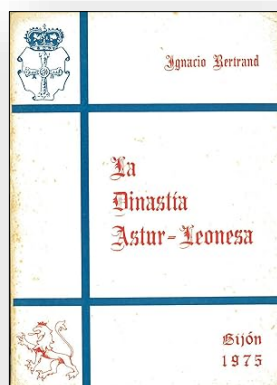 Ignacio Bertrand
La
Dinastía
Astur-Leonesa
Gijón
1975